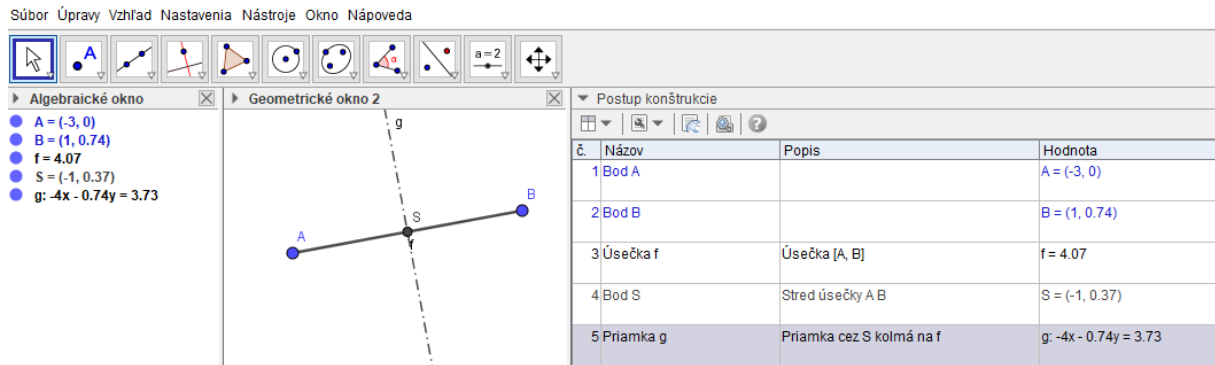 Súbor Úpravy Vzhľad Nastavenia Nástroje Okno Nápoveda
A α a=2
Algebraické okno
A = (-3, 0)
B = (1, 0.74)
f = 4.07
S = (-1, 0.37)
g: -4x - 0.74y = 3.73
Geometrické okno 2
g
B
S
A
f
Postup konštrukcie
č. Názov Popis Hodnota
1 Bod A A = (-3, 0)
2 Bod B B = (1, 0.74)
3 Úsečka f Úsečka [A, B] f = 4.07
4 Bod S Stred úsečky A B S = (-1, 0.37)
5 Priamka g Priamka cez S kolmá na f g: -4x - 0.74y = 3.73